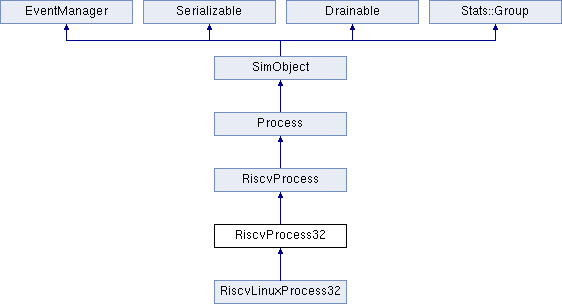 EventManager
Serializable
Drainable
Stats::Group
SimObject
Process
RiscvProcess
RiscvProcess32
RiscvLinuxProcess32